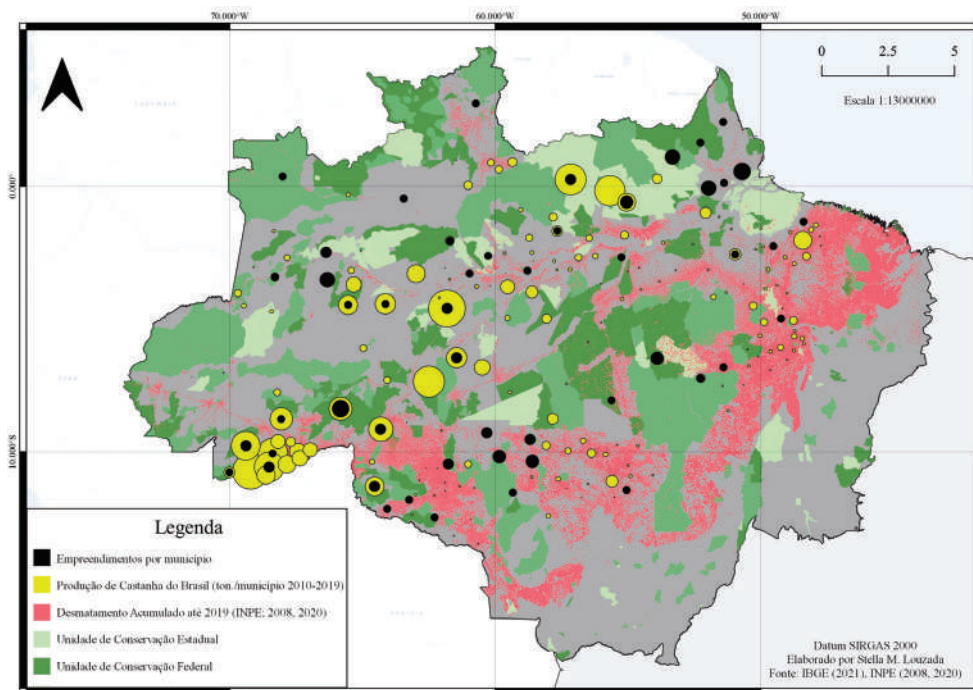 70.000°W 60.000°W 50.000°W
0 2.5 5
Escala 1:13000000
0.000°
10.000°S
Legenda
Empreendimentos por município
Produção de Castanha do Brasil (ton./município 2010-2019)
Desmatamento Acumulado até 2019 (INPE; 2008, 2020)
Unidade de Conservação Estadual
Unidade de Conservação Federal
Datum SIRGAS 2000
Elaborado por Stella M. Louzada
Fonte: IBGE (2021), INPE (2008, 2020)